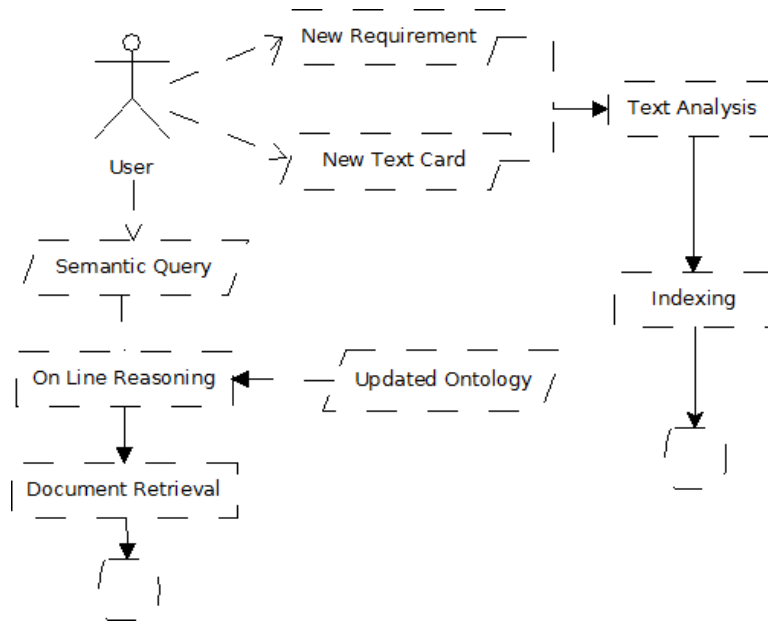 New Requirement
Text Analysis
New Text Card
User
Semantic Query
Indexing
On Line Reasoning
Updated Ontology
Document Retrieval